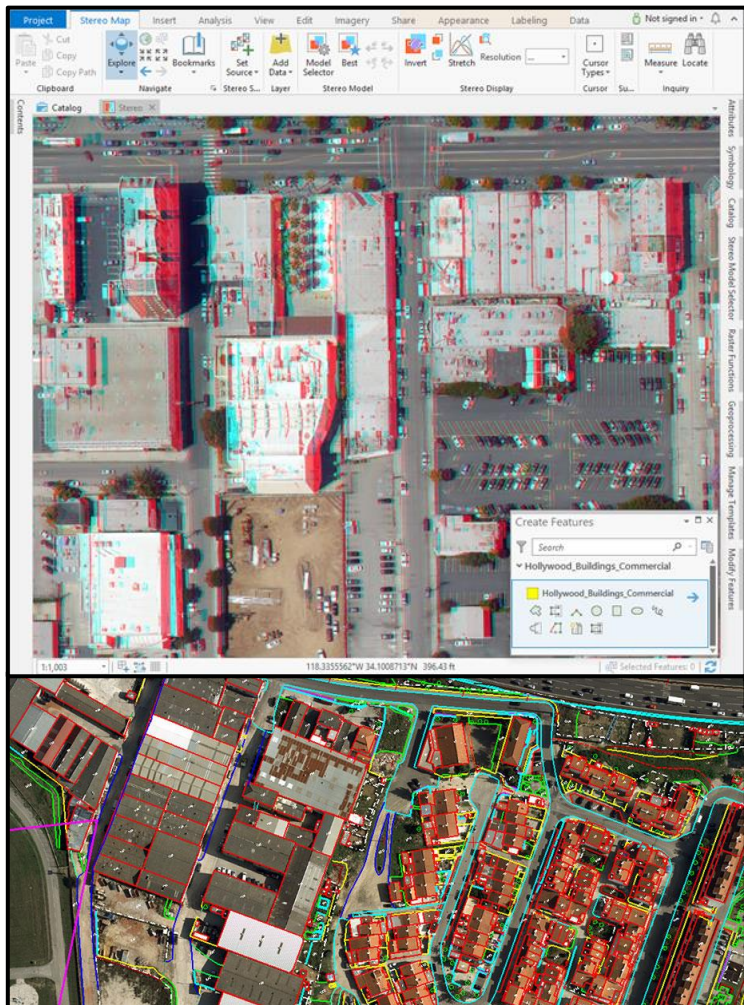 Project Stereo Map Insert Analysis View Edit Imagery Share Appearance Labeling Data Not signed in
Paste
Cut
Copy
Copy Path
Explore
Bookmarks
Set
Source
Add
Data
Model
Selector
Best
Invert
Stretch
Resolution ...
Cursor
Types
Measure
Locate
Clipboard Navigate Stereo S... Layer Stereo Model Stereo Display Cursor Su... Inquiry
Contents
Catalog Stereo
Attributes
Symbology
Catalog
Stereo Model Selector
Raster Functions
Geoprocessing
Manage Templates
Modify Features
Create Features
Search
Hollywood_Buildings_Commercial
Hollywood_Buildings_Commercial
1:1,003 118.3355562°W 34.1008713°N 396.43 ft Selected Features: 0